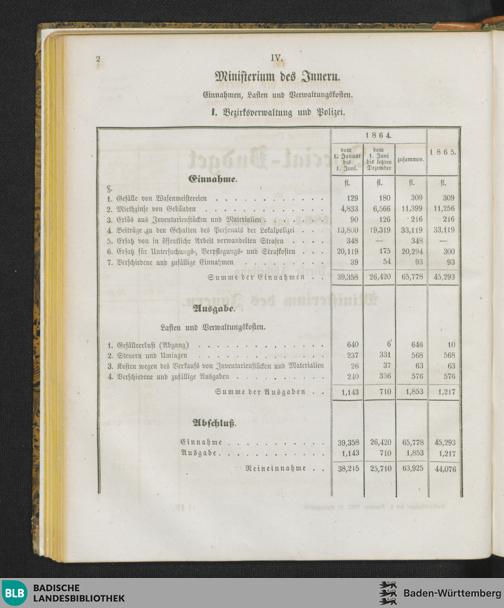 2
IV.
Ministerium des Innern.
Einnahmen, Lasten und Verwaltungskosten.
I. Bezirksverwaltung und Polizei.
1864.
vom 1. Januar bis 1. Juni. vom 1. Juni bis letzten Dezember zusammen. 1865.
Einnahme.
§. fl. fl. fl. fl.
1. Gefälle von Wasenmeistereien 129 180 309 309
2. Miethzinse von Gebäuden 4,833 6,566 11,399 11,256
3. Erlös aus Inventarienstücken und Materialien 90 126 216 216
4. Beiträge zu den Gehalten des Personals der Lokalpolizei 13,800 19,319 33,119 33,119
5. Ersatz von in öffentliche Arbeit verwandelten Strafen 348 — 348 —
6. Ersatz für Untersuchungs-, Verpflegungs- und Strafkosten 20,119 175 20,294 300
7. Verschiedene und zufällige Einnahmen 39 54 93 93
Summe der Einnahmen 39,358 26,420 65,778 45,293
Ausgabe.
Lasten und Verwaltungskosten.
1. Gefällverlust (Abgang) 640 6 646 10
2. Steuern und Umlagen 237 331 568 568
3. Kosten wegen des Verkaufs von Inventarienstücken und Materialien 26 37 63 63
4. Verschiedene und zufällige Ausgaben 240 336 576 576
Summe der Ausgaben 1,143 710 1,853 1,217
Abschluß.
Einnahme 39,358 26,420 65,778 45,293
Ausgabe 1,143 710 1,853 1,217
Reineinnahme 38,215 25,710 63,925 44,076
BLB BADISCHE LANDESBIBLIOTHEK
Baden-Württemberg